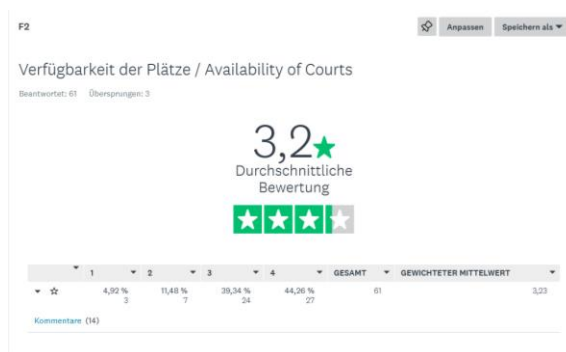 F2
Anpassen Speichern als
Verfügbarkeit der Plätze / Availability of Courts
Beantwortet: 61 Übersprungen: 3
3,2
Durchschnittliche
Bewertung
1 2 3 4 GESAMT GEWICHTETER MITTELWERT
4,92 % 11,48 % 39,34 % 44,26 % 61 3,23
3 7 24 27
Kommentare (14)